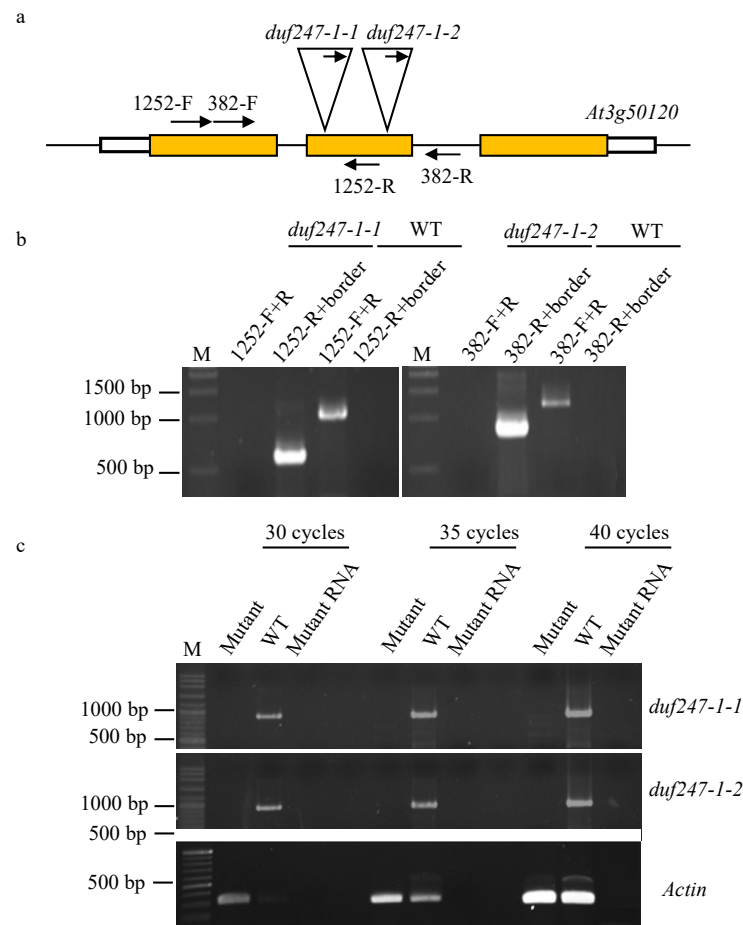 a
duf247-1-1 duf247-1-2
1252-F 382-F
At3g50120
1252-R
382-R
b
duf247-1-1 WT duf247-1-2 WT
M 1252-F+R 1252-R+border 1252-F+R 1252-R+border M 382-F+R 382-R+border 382-F+R 382-R+border
1500 bp
1000 bp
500 bp
c
30 cycles 35 cycles 40 cycles
M Mutant WT Mutant RNA Mutant WT Mutant RNA Mutant WT Mutant RNA
1000 bp
duf247-1-1
500 bp
duf247-1-2
1000 bp
500 bp
500 bp
Actin